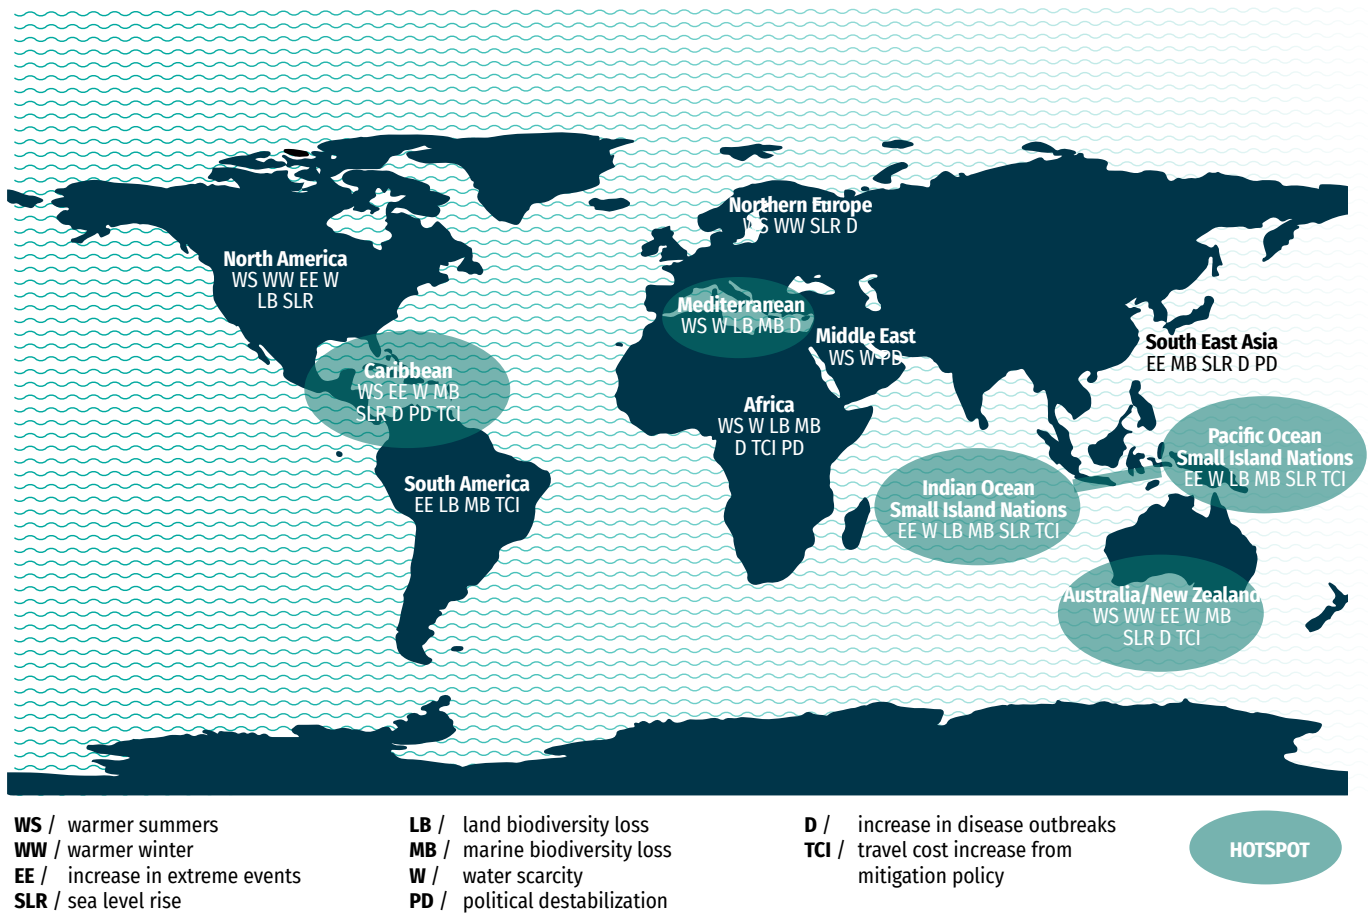 Northern Europe
WS WW SLR D
North America
WS WW EE W
LB SLR
Mediterranean
WS W LB MB D
Middle East
WS W PD
South East Asia
EE MB SLR D PD
Caribbean
WS EE W MB
SLR D PD TCI
Africa
WS W LB MB
D TCI PD
Pacific Ocean
Small Island Nations
EE W LB MB SLR TCI
South America
EE LB MB TCI
Indian Ocean
Small Island Nations
EE W LB MB SLR TCI
Australia/New Zealand
WS WW EE W MB
SLR D TCI
WS / warmer summers
WW / warmer winter
EE / increase in extreme events
SLR / sea level rise
LB / land biodiversity loss
MB / marine biodiversity loss
W / water scarcity
PD / political destabilization
D / increase in disease outbreaks
TCI / travel cost increase from
mitigation policy
HOTSPOT